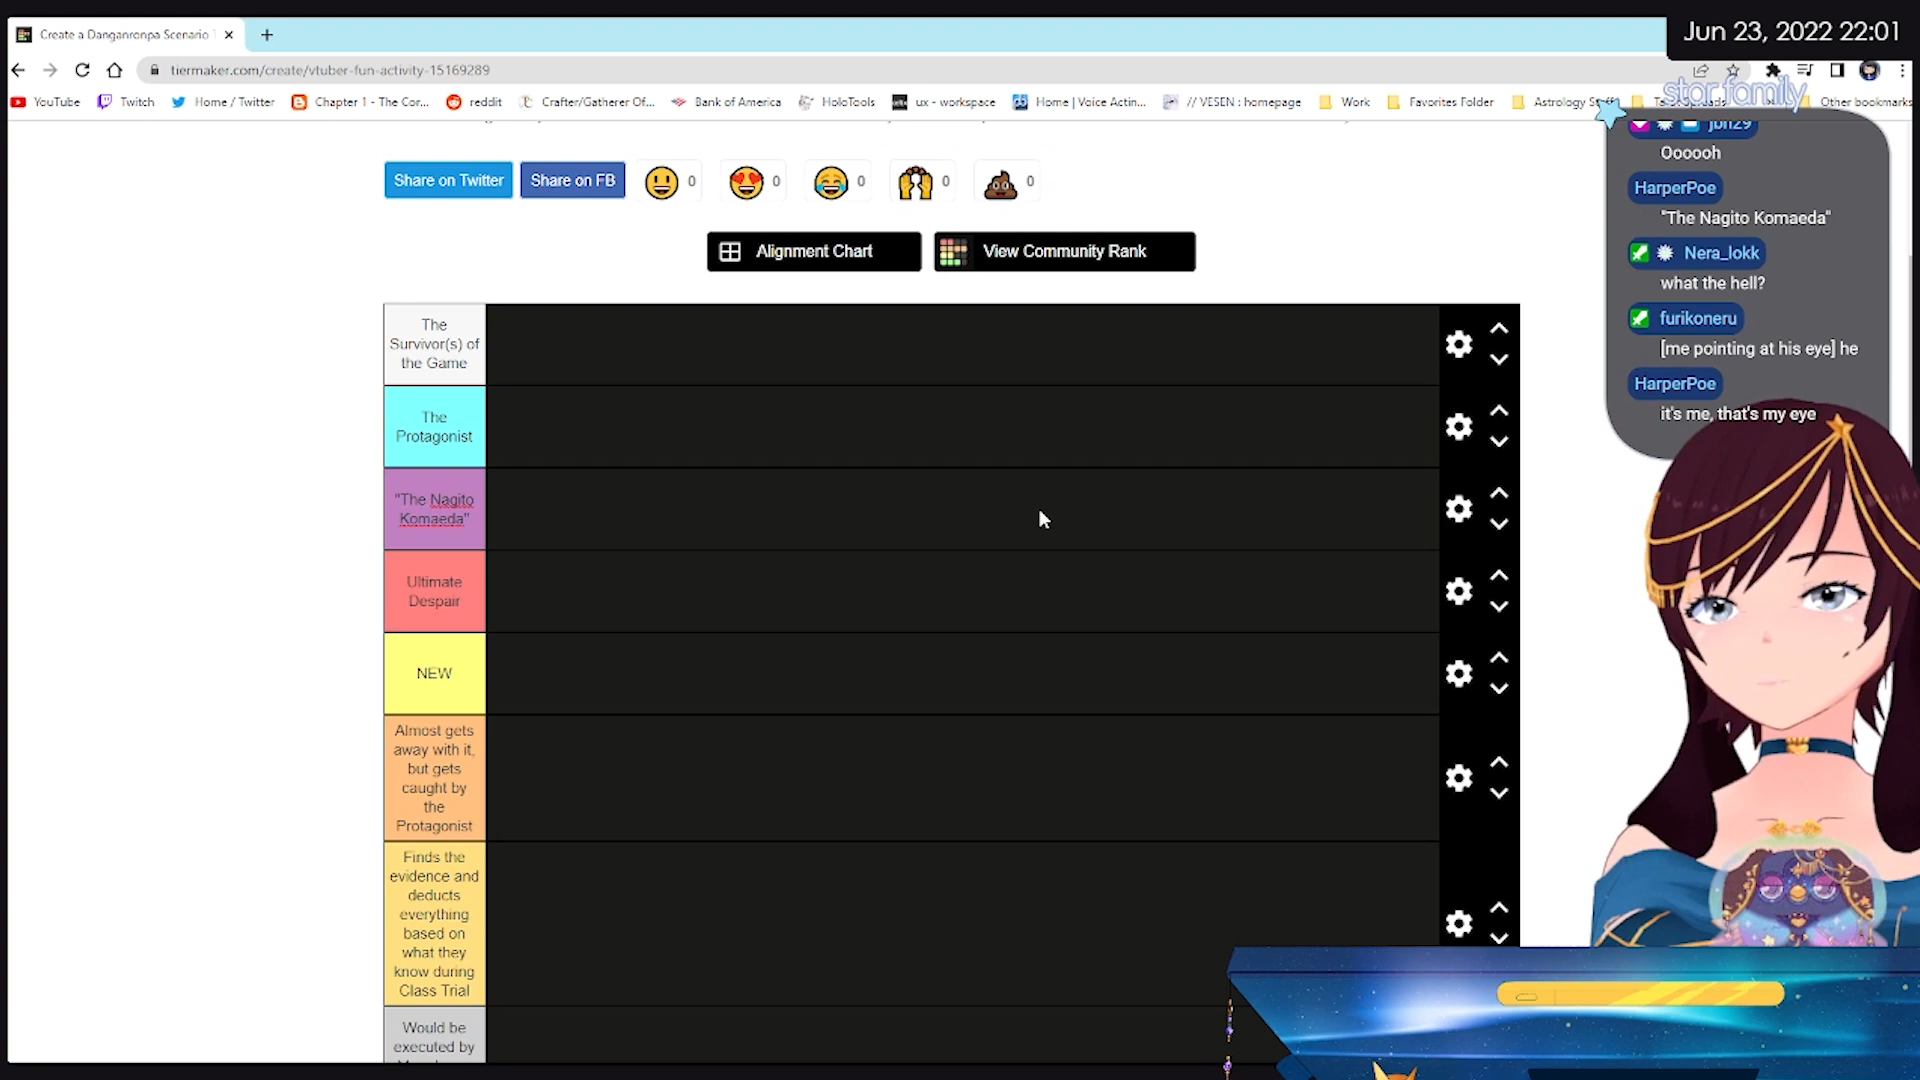 Create a Danganronpa Scenario
Jun 23, 2022 22:01
tiermaker.com/create/vtuber-fun-activity-15169289
YouTube
Twitch
Home / Twitter
Chapter 1 - The Cor...
reddit
Crafter/Gatherer Of...
Bank of America
HoloTools
ux - workspace
Home | Voice Actin...
// VESEN : homepage
Work
Favorites Folder
Astrology Stuff
Other bookmarks
star family
Share on Twitter
Share on FB
0
0
0
0
0
Alignment Chart
View Community Rank
The
Survivor(s) of
the Game
The
Protagonist
"The Nagito
Komaeda"
Ultimate
Despair
NEW
Almost gets
away with it,
but gets
caught by
the
Protagonist
Finds the
evidence and
deducts
everything
based on
what they
know during
Class Trial
Would be
executed by
jbh29
Oooooh
HarperPoe
"The Nagito Komaeda"
Nera_lokk
what the hell?
furikoneru
[me pointing at his eye] he
HarperPoe
it's me, that's my eye